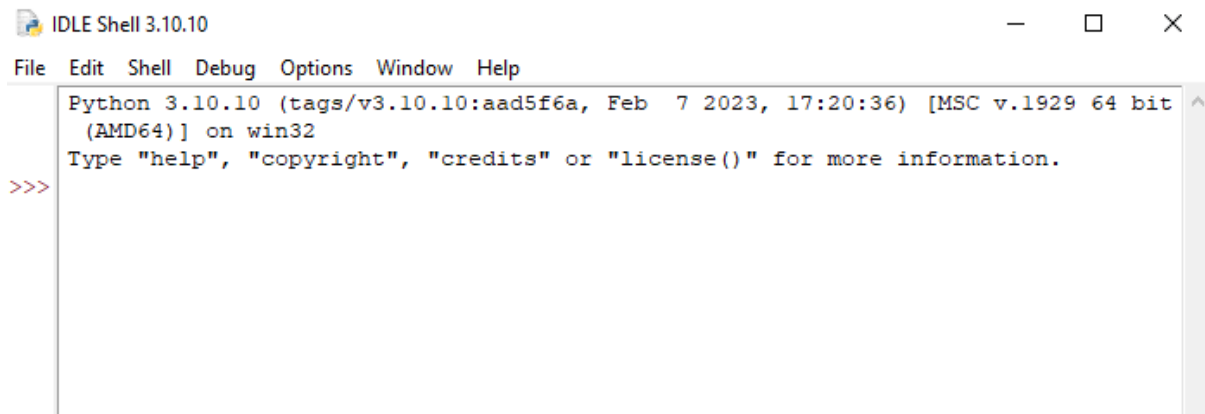 IDLE Shell 3.10.10
File Edit Shell Debug Options Window Help
Python 3.10.10 (tags/v3.10.10:aad5f6a, Feb  7 2023, 17:20:36) [MSC v.1929 64 bit
 (AMD64)] on win32
Type "help", "copyright", "credits" or "license()" for more information.
>>>